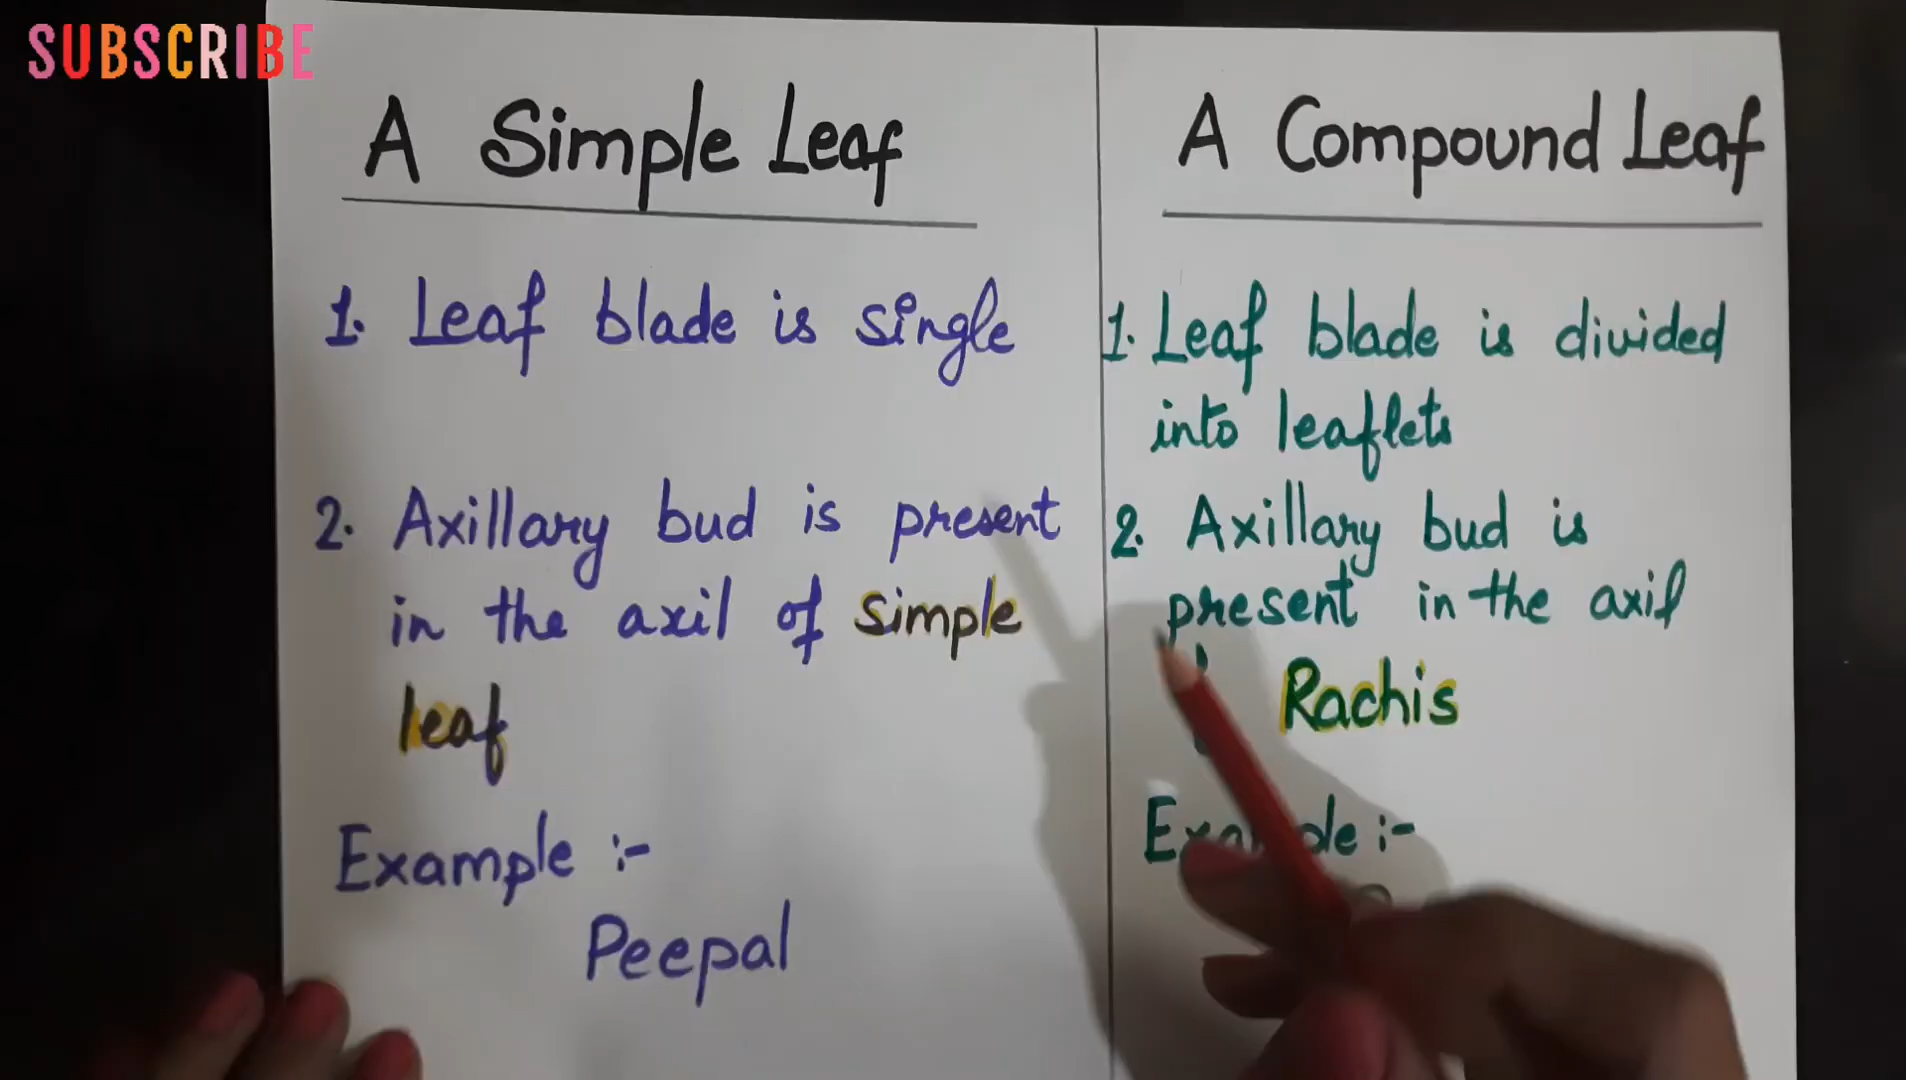 SUBSCRIBE
A Simple Leaf
1. Leaf blade is single
2. Axillary bud is present
in the axil of simple
leaf
Example :-
Peepal
A Compound Leaf
1. Leaf blade is divided
into leaflets
2. Axillary bud is
present in the axil
Rachis
Example :-